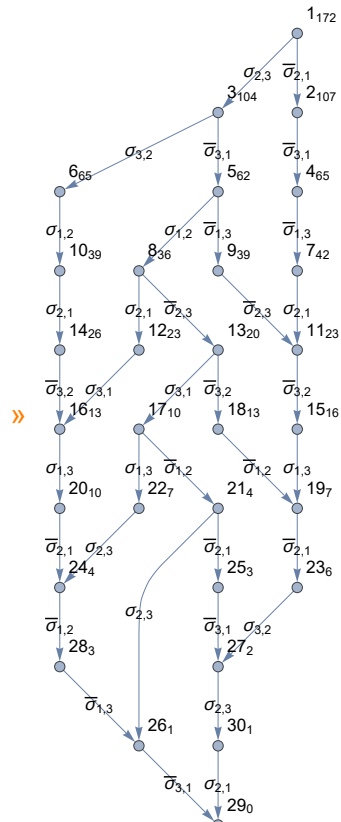 1₁₇₂
σ₂,₃ σ̅₂,₁
3₁₀₄ 2₁₀₇
σ₃,₂ σ̅₃,₁ σ̅₃,₁
6₆₅ 5₆₂ 4₆₅
σ₁,₂ σ₁,₂ σ̅₁,₃ σ̅₁,₃
10₃₉ 8₃₆ 9₃₉ 7₄₂
σ₂,₁ σ₂,₁ σ̅₂,₃ σ̅₂,₃ σ₂,₁
14₂₆ 12₂₃ 13₂₀ 11₂₃
σ̅₃,₂ σ₃,₁ σ₃,₁ σ̅₃,₂ σ̅₃,₂
» 16₁₃ 17₁₀ 18₁₃ 15₁₆
σ₁,₃ σ₁,₃ σ̅₁,₂ σ̅₁,₂ σ₁,₃
20₁₀ 22₇ 21₄ 19₇
σ̅₂,₁ σ₂,₃ σ̅₂,₁ σ̅₂,₁
24₄ 25₃ 23₆
σ̅₁,₂ σ₂,₃ σ̅₃,₁ σ₃,₂
28₃ 27₂
σ̅₁,₃ σ₂,₃
26₁ 30₁
σ̅₃,₁ σ₂,₁
29₀